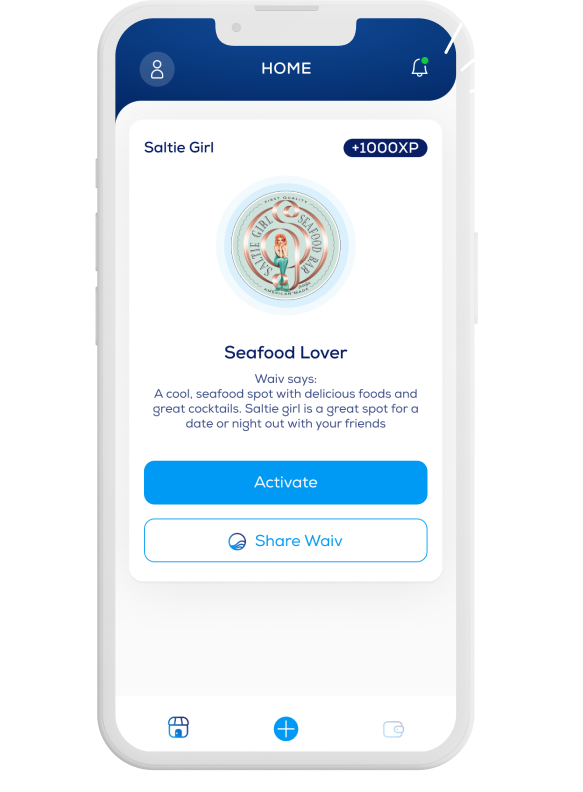 HOME
Saltie Girl
+1000XP
FIRST QUALITY
SALTIE GIRL
SEAFOOD BAR
AMERICAN MADE
Seafood Lover
Waiv says:
A cool, seafood spot with delicious foods and
great cocktails. Saltie girl is a great spot for a
date or night out with your friends
Activate
Share Waiv